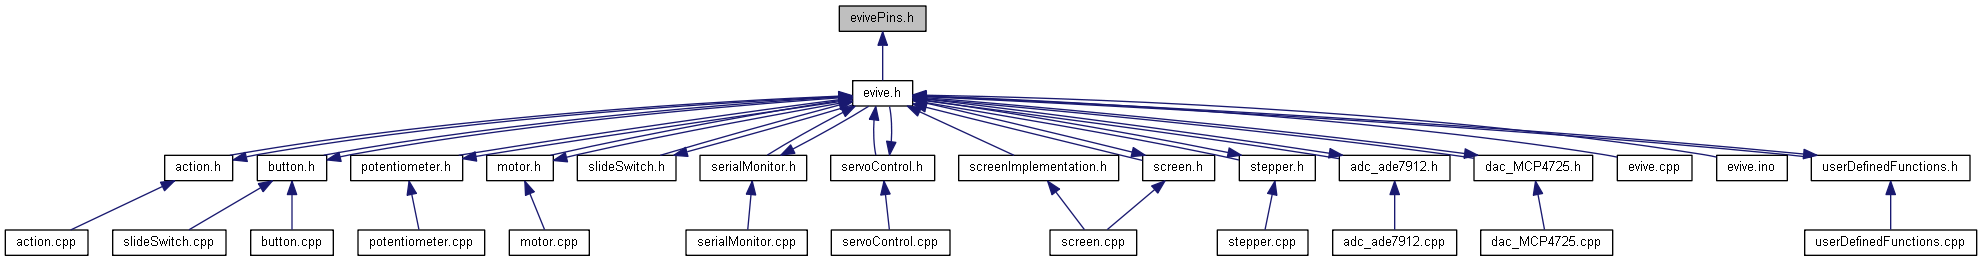 evivePins.h
evive.h
action.h
button.h
potentiometer.h
motor.h
slideSwitch.h
serialMonitor.h
servoControl.h
screenImplementation.h
screen.h
stepper.h
adc_ade7912.h
dac_MCP4725.h
evive.cpp
evive.ino
userDefinedFunctions.h
action.cpp
slideSwitch.cpp
button.cpp
potentiometer.cpp
motor.cpp
serialMonitor.cpp
servoControl.cpp
screen.cpp
stepper.cpp
adc_ade7912.cpp
dac_MCP4725.cpp
userDefinedFunctions.cpp